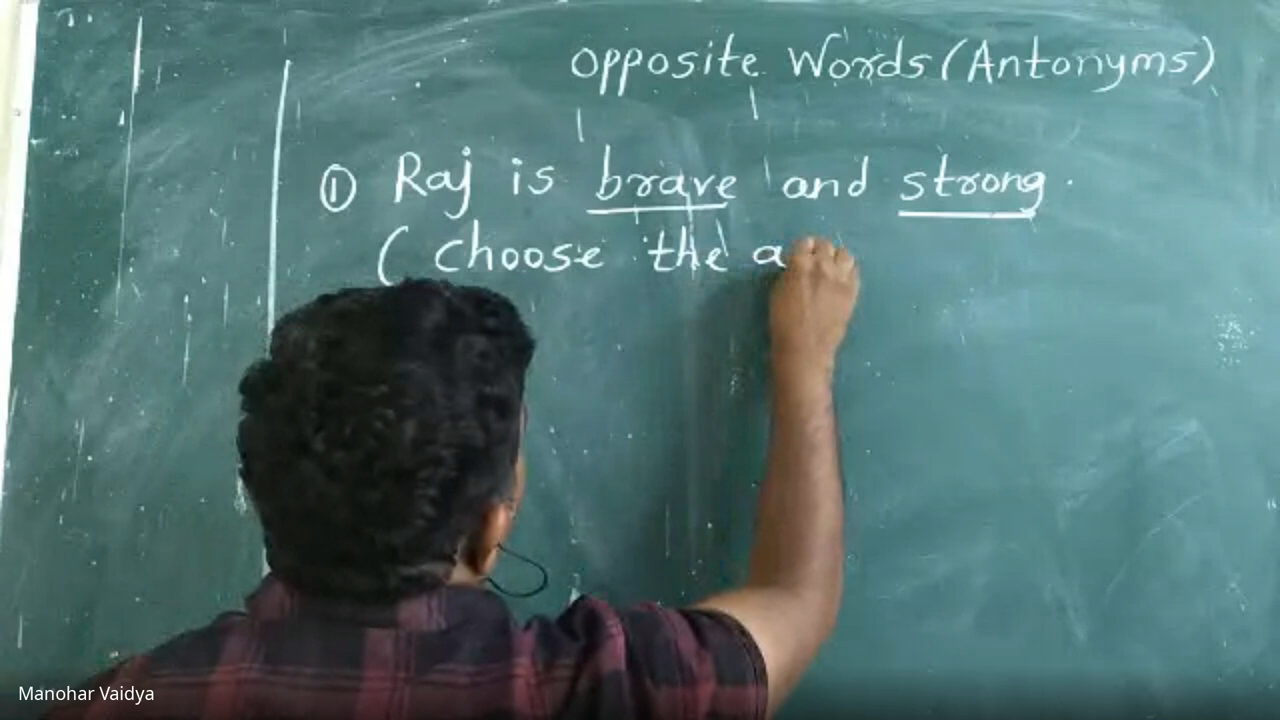 opposite Words (Antonyms)
① Raj is brave and strong.
( choose the a
Manohar Vaidya